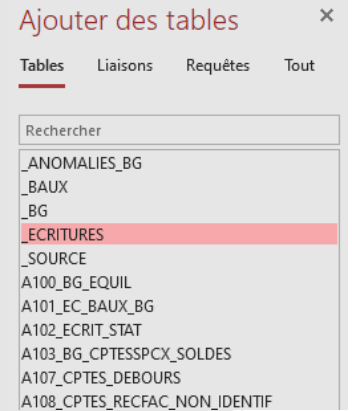 Ajouter des tables
Tables Liaisons Requêtes Tout
Rechercher
_ANOMALIES_BG
_BAUX
_BG
_ECRITURES
_SOURCE
A100_BG_EQUIL
A101_EC_BAUX_BG
A102_ECRIT_STAT
A103_BG_CPTESSPCX_SOLDES
A107_CPTES_DEBOURS
A108_CPTES_RECFAC_NON_IDENTIF